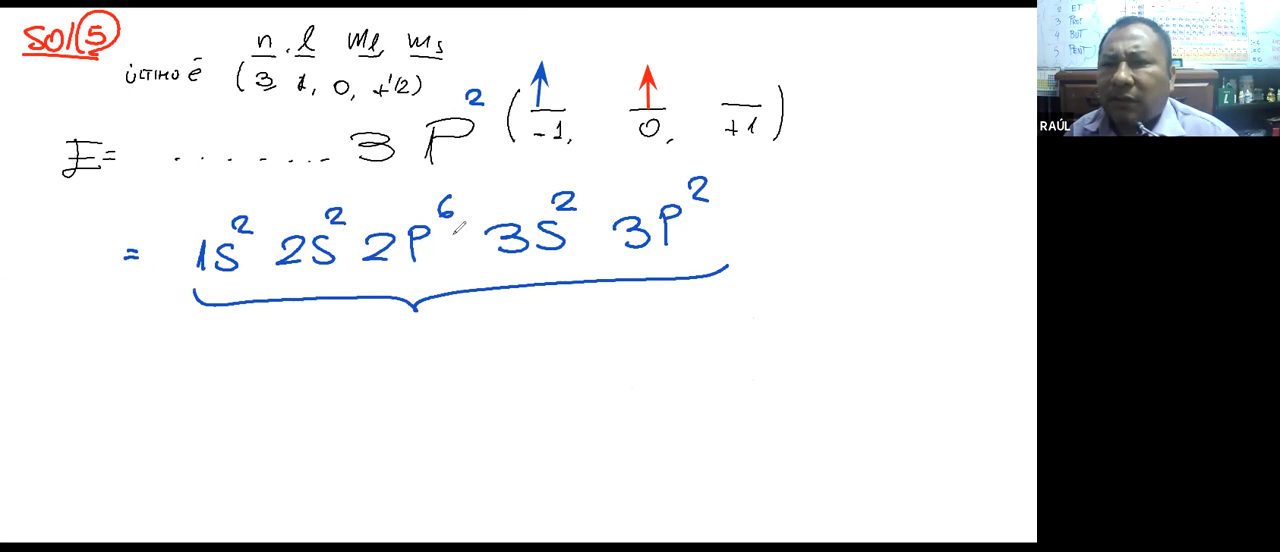 SOl(5)
n . l ml ms
ÚLTIMO ē (3, 1, 0, +1/2)
E= . . . . . . . 3 P² ( -1, 0, +1 )
= 1S² 2S² 2P⁶ 3S² 3P²
RAÚL